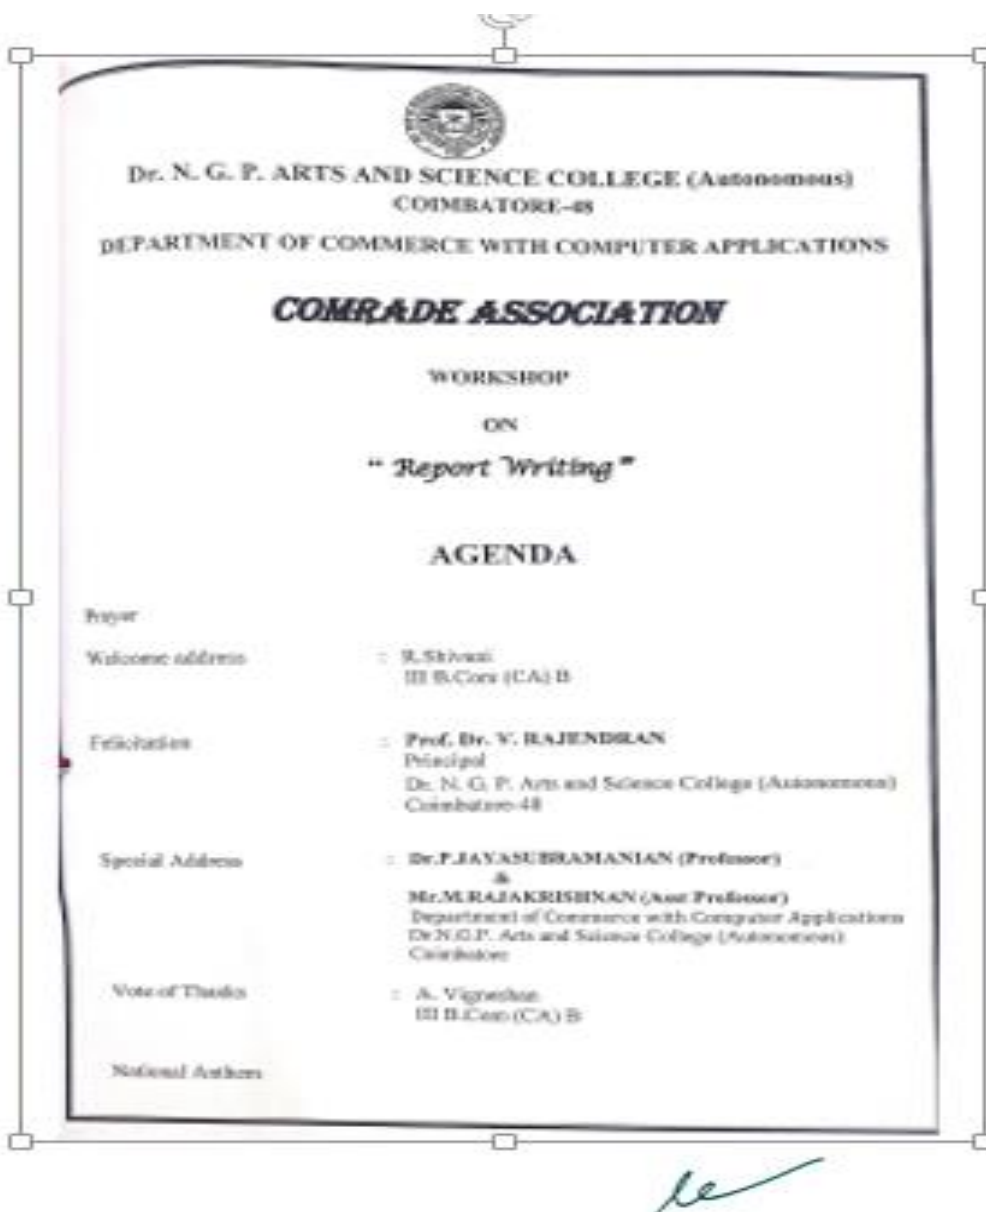 Dr. N. G. P. ARTS AND SCIENCE COLLEGE (Autonomous)
COIMBATORE-48
DEPARTMENT OF COMMERCE WITH COMPUTER APPLICATIONS
COMRADE ASSOCIATION
WORKSHOP
ON
“ Report Writing ”
AGENDA
Prayer
Welcome address : R.Shivani
III B.Com (CA) B
Felicitation : Prof. Dr. V. RAJENDRAN
Principal
Dr. N. G. P. Arts and Science College (Autonomous)
Coimbatore-48
Special Address : Dr.P.JAYASUBRAMANIAN (Professor)
&
Mr.M.RAJAKRISHNAN (Asst Professor)
Department of Commerce with Computer Applications
Dr.N.G.P. Arts and Science College (Autonomous)
Coimbatore
Vote of Thanks : A.
III B.Com (CA) B
National Anthem